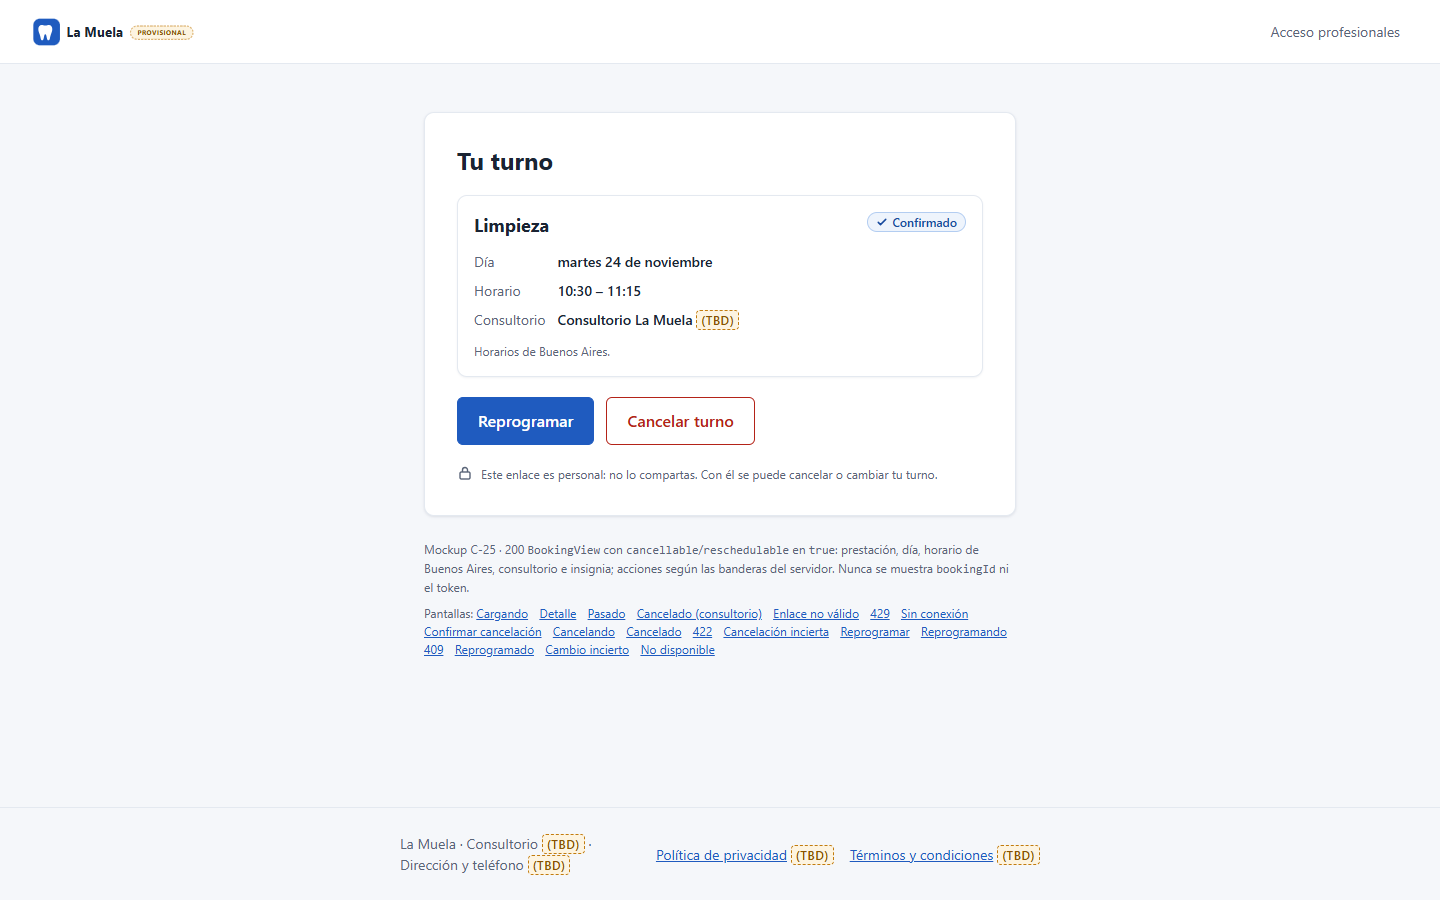 La Muela PROVISIONAL
Acceso profesionales
Tu turno
Limpieza
Confirmado
Día martes 24 de noviembre
Horario 10:30 – 11:15
Consultorio Consultorio La Muela (TBD)
Horarios de Buenos Aires.
Reprogramar Cancelar turno
Este enlace es personal: no lo compartas. Con él se puede cancelar o cambiar tu turno.
Mockup C-25 · 200 BookingView con cancellable/reschedulable en true: prestación, día, horario de
Buenos Aires, consultorio e insignia; acciones según las banderas del servidor. Nunca se muestra bookingId ni
el token.
Pantallas: Cargando Detalle Pasado Cancelado (consultorio) Enlace no válido 429 Sin conexión
Confirmar cancelación Cancelando Cancelado 422 Cancelación incierta Reprogramar Reprogramando
409 Reprogramado Cambio incierto No disponible
La Muela · Consultorio (TBD) ·
Dirección y teléfono (TBD)
Política de privacidad (TBD) Términos y condiciones (TBD)